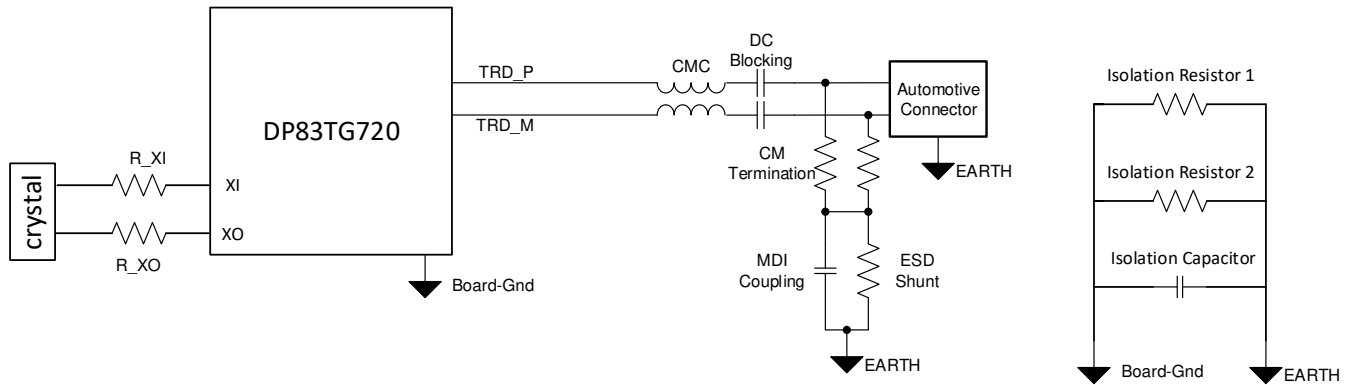 DP83TG720
crystal
R_XI
R_XO
XI
XO
Board-Gnd
TRD_P
TRD_M
CMC
DC
Blocking
Automotive
Connector
EARTH
CM
Termination
MDI
Coupling
ESD
Shunt
EARTH
Isolation Resistor 1
Isolation Resistor 2
Isolation Capacitor
Board-Gnd
EARTH